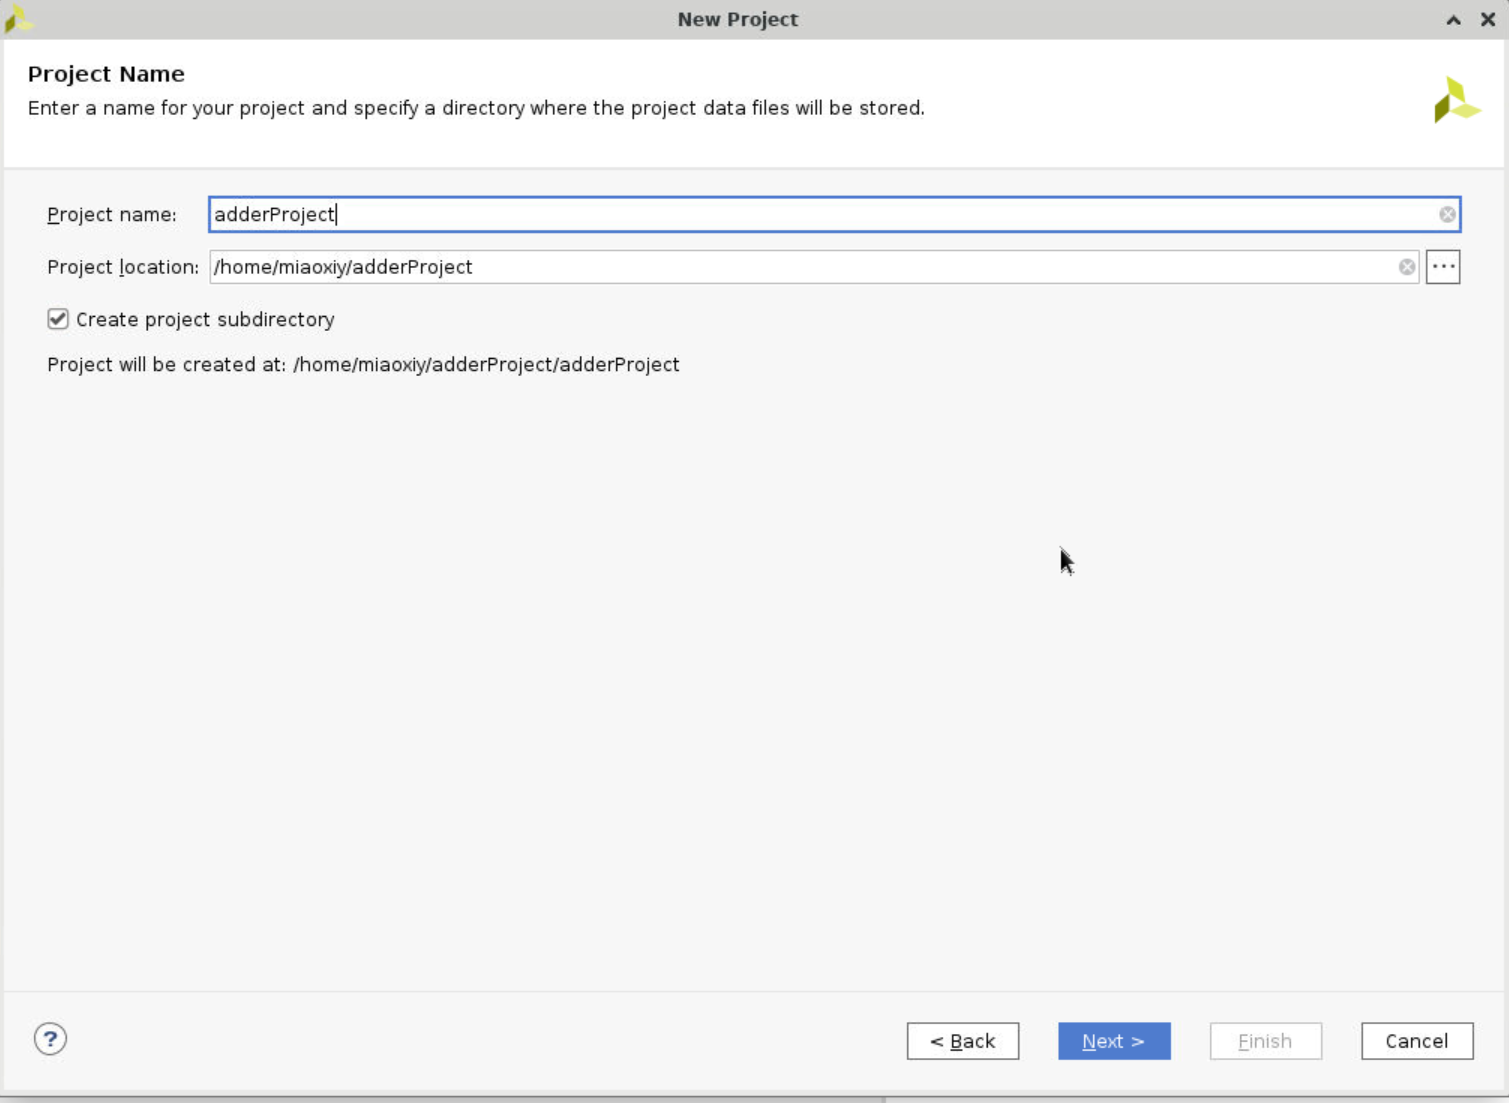 New Project
Project Name
Enter a name for your project and specify a directory where the project data files will be stored.
Project name: adderProject
Project location: /home/miaoxiy/adderProject ...
Create project subdirectory
Project will be created at: /home/miaoxiy/adderProject/adderProject
? < Back Next > Finish Cancel